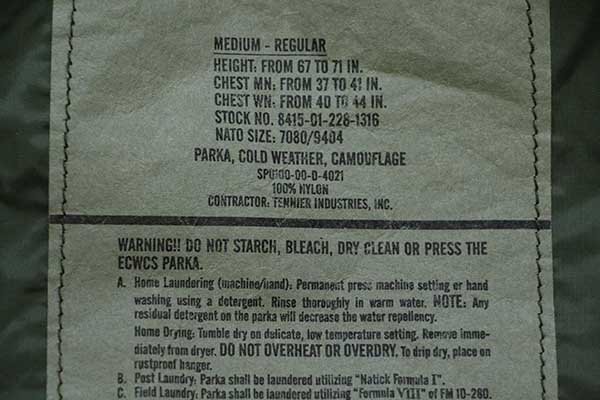 MEDIUM - REGULAR
HEIGHT: FROM 67 TO 71 IN.
CHEST MN: FROM 37 TO 41 IN.
CHEST WN: FROM 40 TO 44 IN.
STOCK NO. 8415-01-228-1316
NATO SIZE: 7080/9404
PARKA, COLD WEATHER, CAMOUFLAGE
SPO100-00-D-4021
100% NYLON
CONTRACTOR: TENNIER INDUSTRIES, INC.
WARNING!! DO NOT STARCH, BLEACH, DRY CLEAN OR PRESS THE
ECWCS PARKA.
A. Home Laundering (machine/hand): Permanent press machine setting or hand
washing using a detergent. Rinse thoroughly in warm water. NOTE: Any
residual detergent on the parka will decrease the water repellency.
Home Drying: Tumble dry on delicate, low temperature setting. Remove imme-
diately from dryer. DO NOT OVERHEAT OR OVERDRY. To drip dry, place on
rustproof hanger.
B. Post Laundry: Parka shall be laundered utilizing "Natick Formula I".
C. Field Laundry: Parka shall be laundered utilizing "Formula VIII" of FM 10-280.